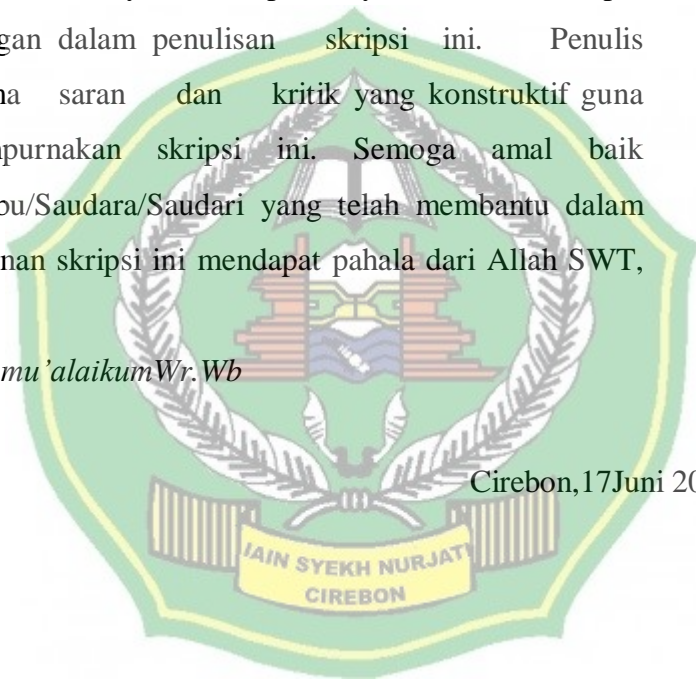 gan dalam penulisan skripsi ini. Penulis
na saran dan kritik yang konstruktif guna
purnakan skripsi ini. Semoga amal baik
bu/Saudara/Saudari yang telah membantu dalam
nan skripsi ini mendapat pahala dari Allah SWT,
mu’alaikumWr.Wb
Cirebon,17Juni 20
IAIN SYEKH NURJATI
CIREBON